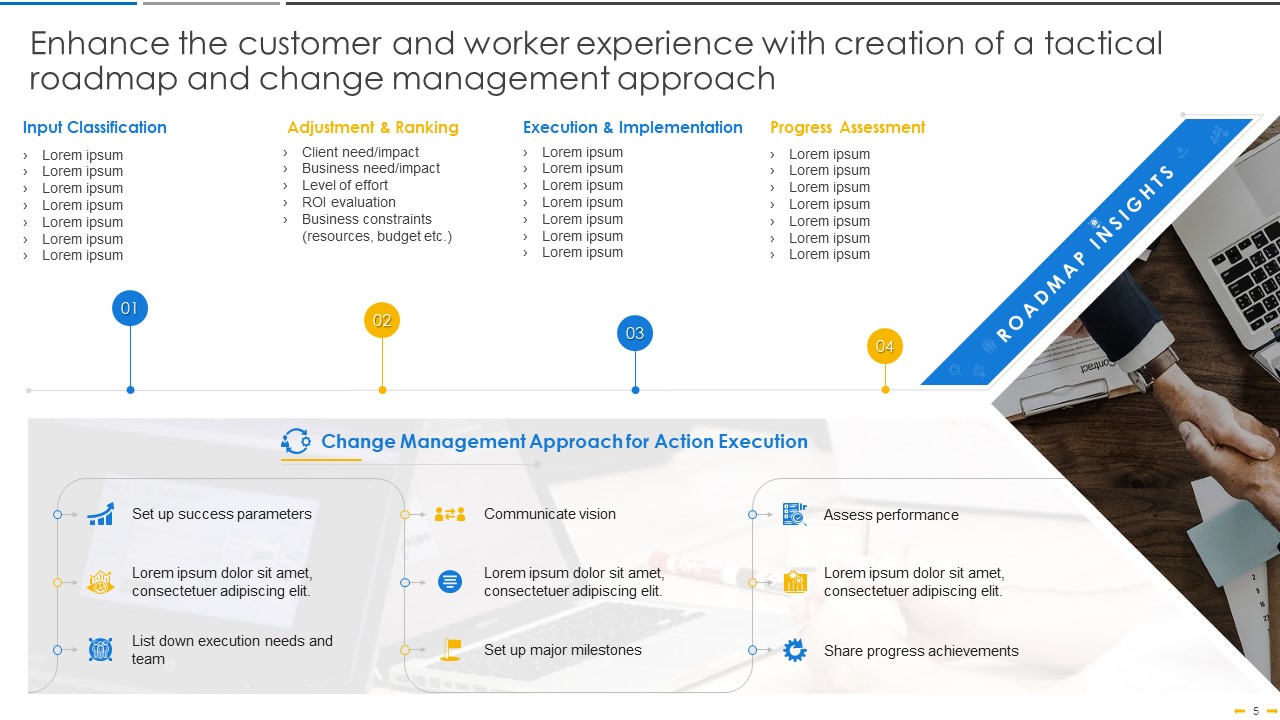 Enhance the customer and worker experience with creation of a tactical
roadmap and change management approach
Input Classification
› Lorem ipsum
› Lorem ipsum
› Lorem ipsum
› Lorem ipsum
› Lorem ipsum
› Lorem ipsum
› Lorem ipsum
Adjustment & Ranking
› Client need/impact
› Business need/impact
› Level of effort
› ROI evaluation
› Business constraints
(resources, budget etc.)
Execution & Implementation
› Lorem ipsum
› Lorem ipsum
› Lorem ipsum
› Lorem ipsum
› Lorem ipsum
› Lorem ipsum
› Lorem ipsum
Progress Assessment
› Lorem ipsum
› Lorem ipsum
› Lorem ipsum
› Lorem ipsum
› Lorem ipsum
› Lorem ipsum
› Lorem ipsum
ROADMAP INSIGHTS
01
02
03
04
Contract
Change Management Approach for Action Execution
Set up success parameters
Lorem ipsum dolor sit amet,
consectetuer adipiscing elit.
List down execution needs and
team
Communicate vision
Lorem ipsum dolor sit amet,
consectetuer adipiscing elit.
Set up major milestones
Assess performance
Lorem ipsum dolor sit amet,
consectetuer adipiscing elit.
Share progress achievements
2
9
16
5